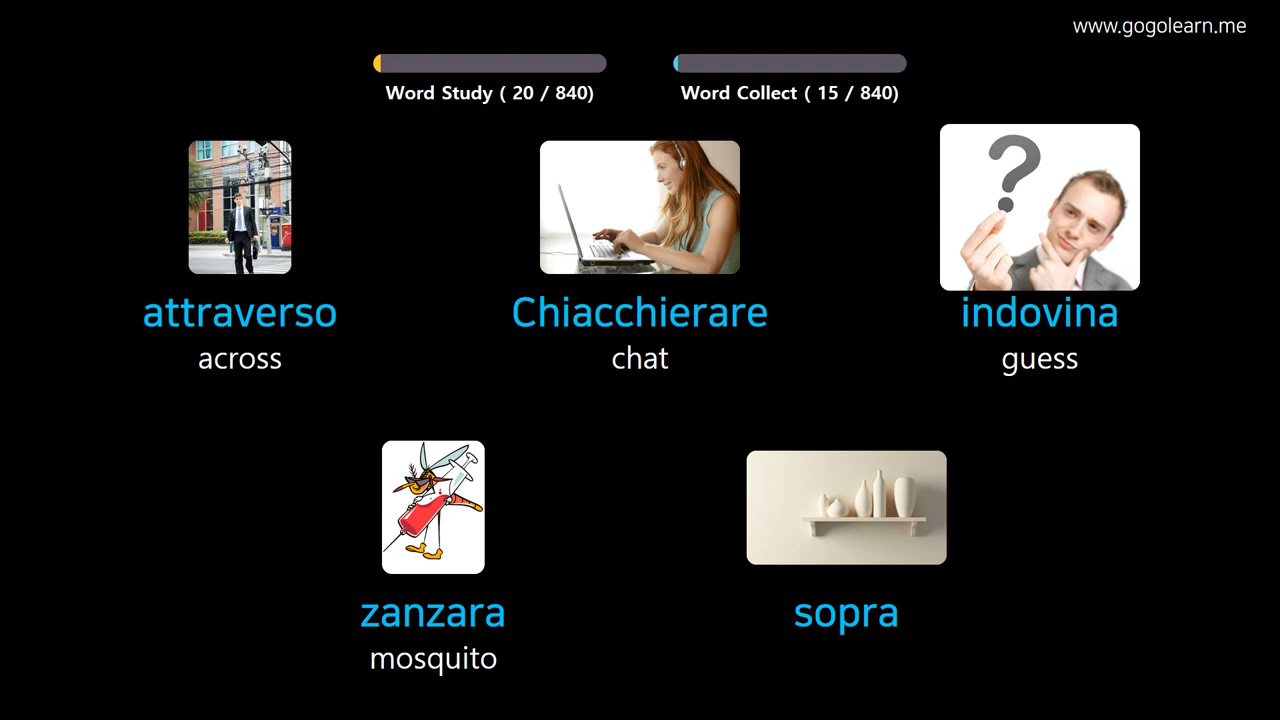 www.gogolearn.me
Word Study ( 20 / 840)
Word Collect ( 15 / 840)
attraverso
across
Chiacchierare
chat
indovina
guess
zanzara
mosquito
sopra